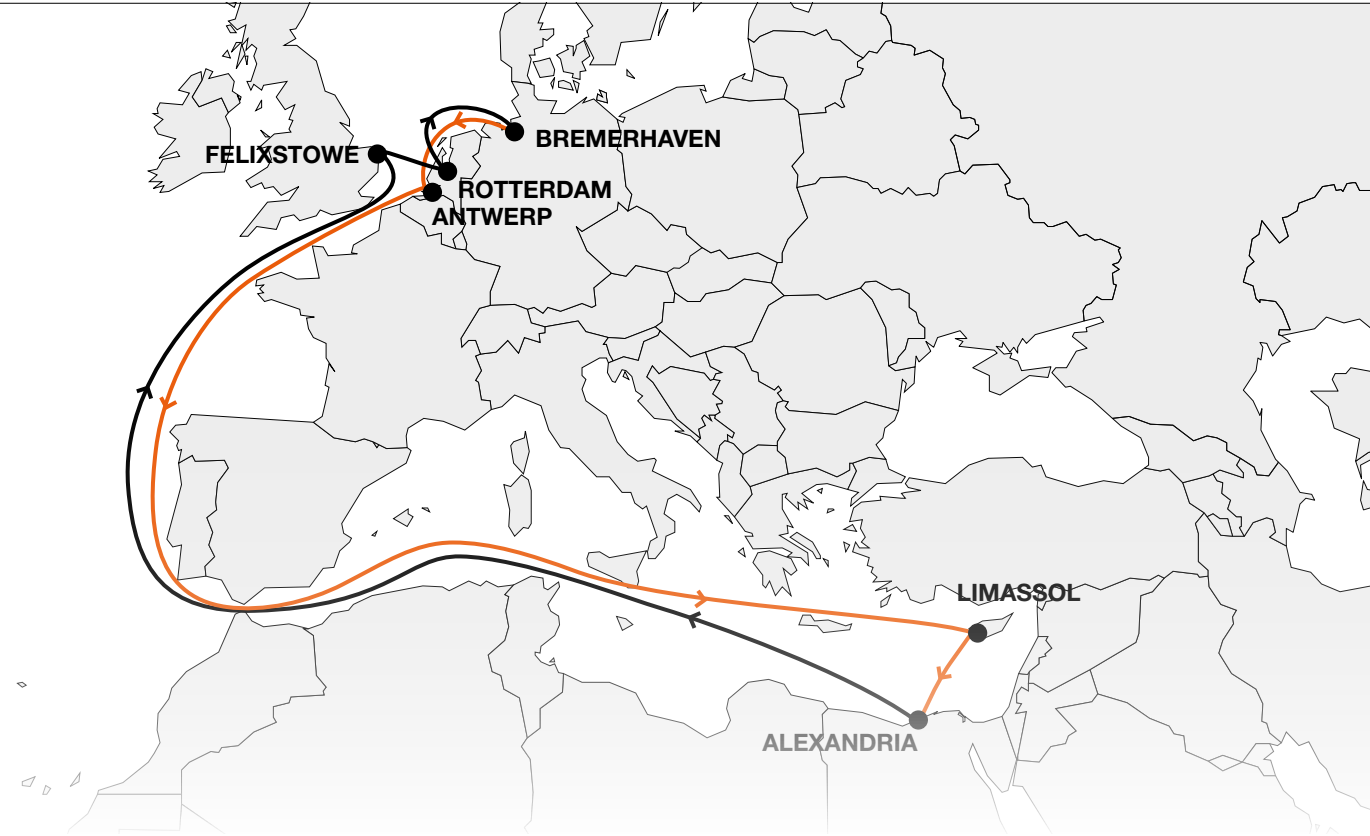 BREMERHAVEN
FELIXSTOWE
ROTTERDAM
ANTWERP
LIMASSOL
ALEXANDRIA